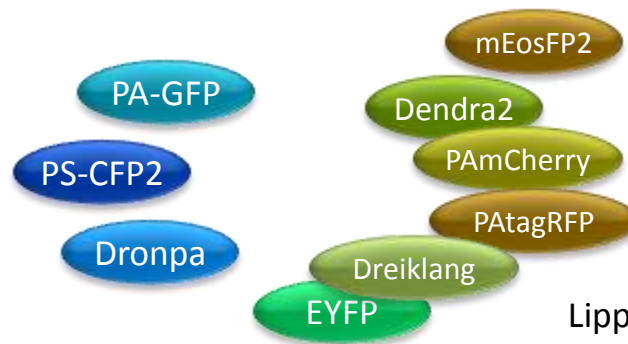 mEosFP2
PA-GFP
Dendra2
PAmCherry
PS-CFP2
PAtagRFP
Dronpa
Dreiklang
EYFP
Lipp